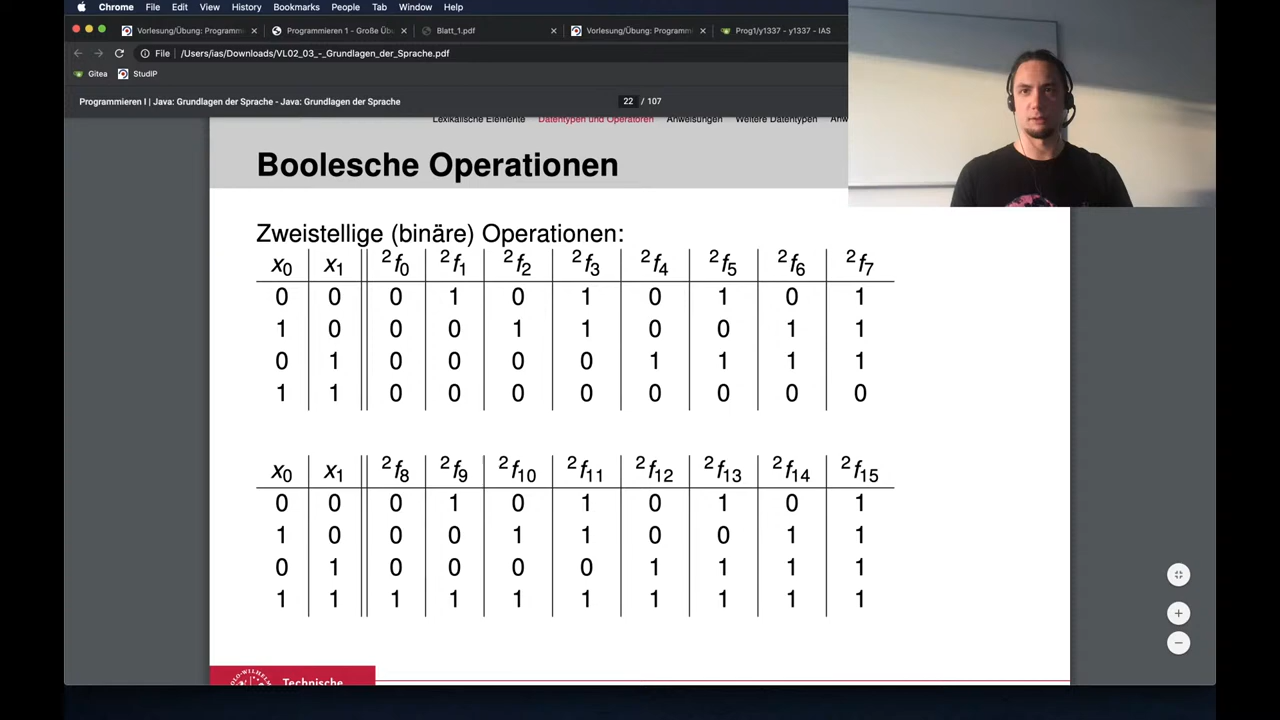 Chrome File Edit View History Bookmarks People Tab Window Help
Vorlesung/Übung: Programm Programmieren 1 - Große Üb Blatt_1.pdf Vorlesung/Übung: Programm Prog1/y1337 - y1337 - IAS
File /Users/ias/Downloads/VL02_03_-_Grundlagen_der_Sprache.pdf
Gitea StudIP
Programmieren I | Java: Grundlagen der Sprache - Java: Grundlagen der Sprache 22 / 107
Lexikalische Elemente Datentypen und Operatoren Anweisungen Weitere Datentypen Anw
Boolesche Operationen
Zweistellige (binäre) Operationen:
x0 x1 2f0 2f1 2f2 2f3 2f4 2f5 2f6 2f7
0 0 0 1 0 1 0 1 0 1
1 0 0 0 1 1 0 0 1 1
0 1 0 0 0 0 1 1 1 1
1 1 0 0 0 0 0 0 0 0
x0 x1 2f8 2f9 2f10 2f11 2f12 2f13 2f14 2f15
0 0 0 1 0 1 0 1 0 1
1 0 0 0 1 1 0 0 1 1
0 1 0 0 0 0 1 1 1 1
1 1 1 1 1 1 1 1 1 1
Technische